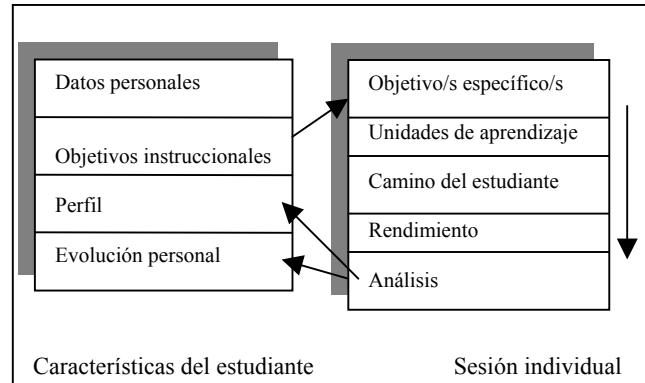 Datos personales
Objetivos instruccionales
Perfil
Evolución personal
Características del estudiante
Objetivo/s específico/s
Unidades de aprendizaje
Camino del estudiante
Rendimiento
Análisis
Sesión individual